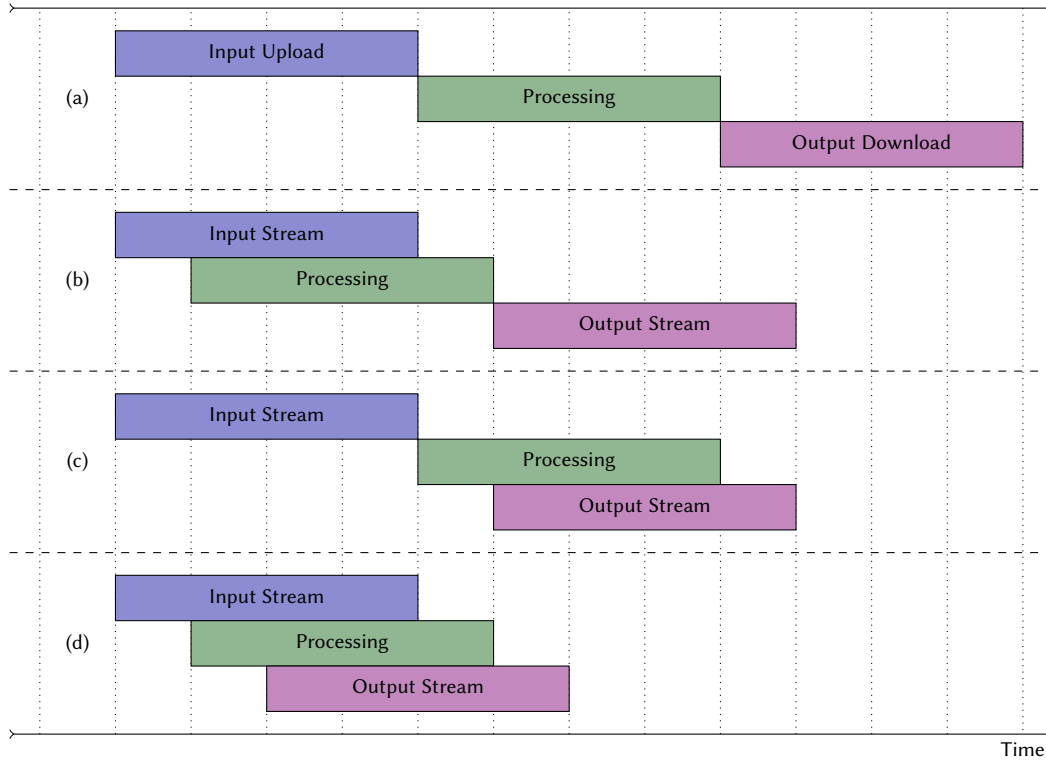 Input Upload
(a)
Processing
Output Download
Input Stream
(b)
Processing
Output Stream
Input Stream
(c)
Processing
Output Stream
Input Stream
(d)
Processing
Output Stream
Time